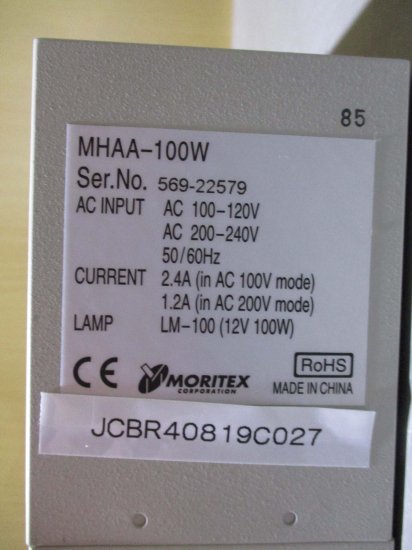 85
MHAA-100W
Ser.No. 569-22579
AC INPUT AC 100-120V
AC 200-240V
50/60Hz
CURRENT 2.4A (in AC 100V mode)
1.2A (in AC 200V mode)
LAMP LM-100 (12V 100W)
CE MORITEX CORPORATION RoHS
MADE IN CHINA
JCBR40819C027